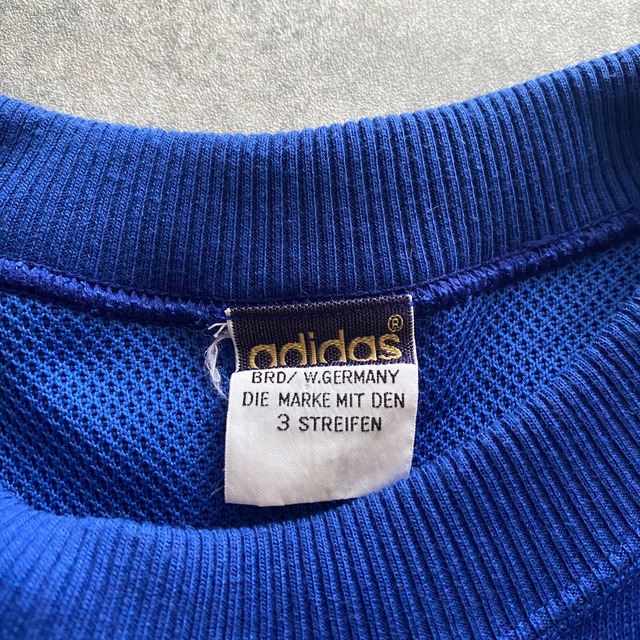 adidas®
BRD/ W.GERMANY
DIE MARKE MIT DEN
3 STREIFEN